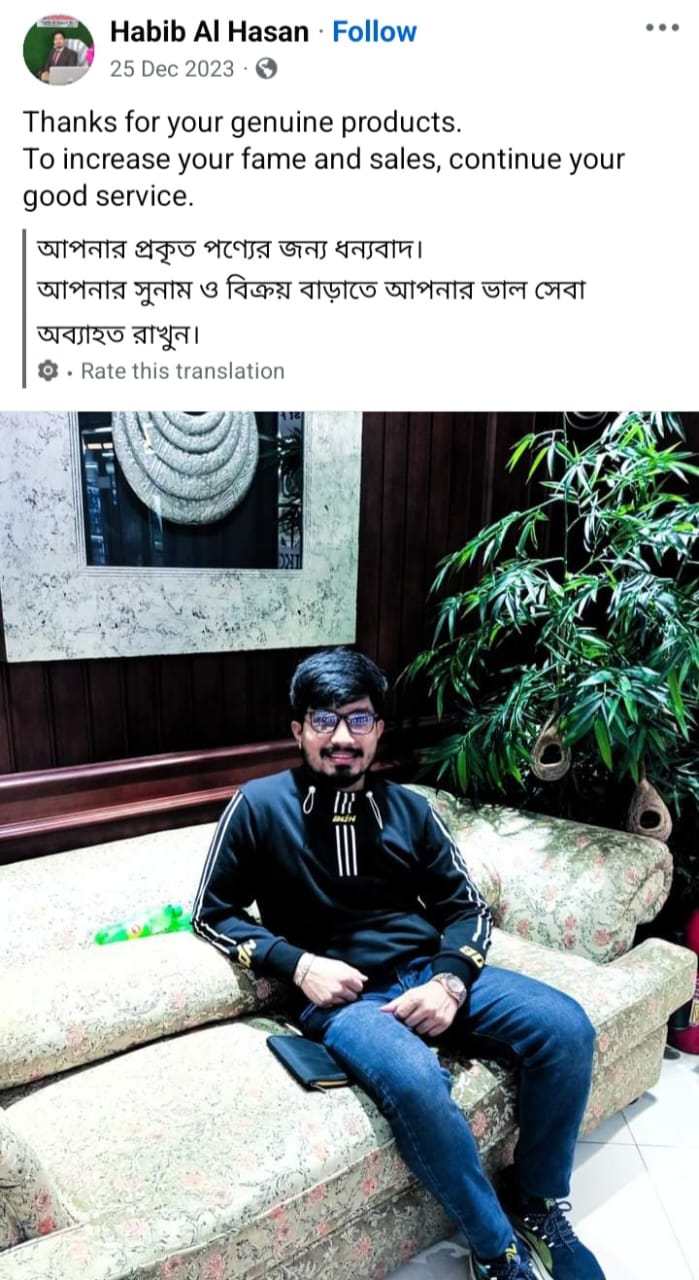 Habib Al Hasan · Follow
25 Dec 2023 ·
Thanks for your genuine products.
To increase your fame and sales, continue your
good service.
আপনার প্রকৃত পণ্যের জন্য ধন্যবাদ।
আপনার সুনাম ও বিক্রয় বাড়াতে আপনার ভাল সেবা
অব্যাহত রাখুন।
· Rate this translation